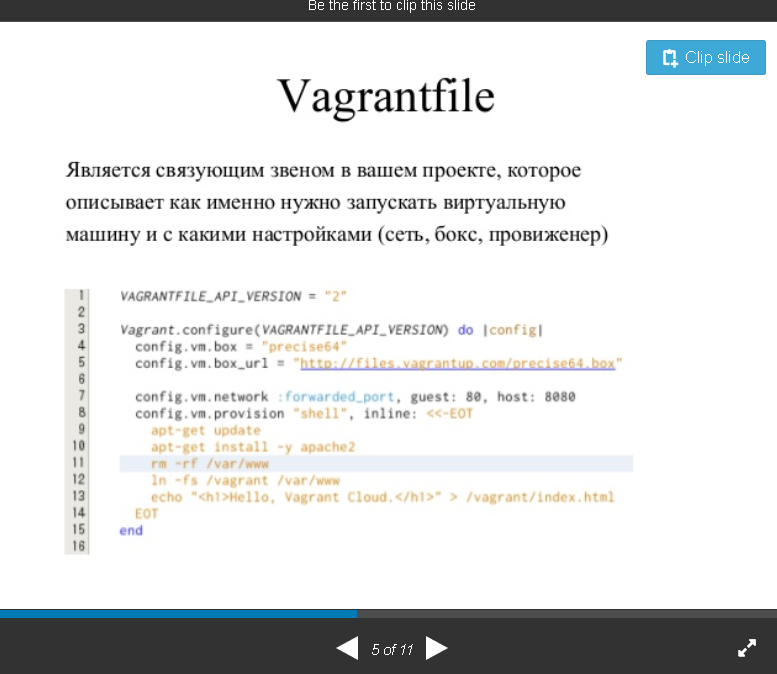 Be the first to clip this slide
Clip slide
Vagrantfile
Является связующим звеном в вашем проекте, которое
описывает как именно нужно запускать виртуальную
машину и с какими настройками (сеть, бокс, провиженер)
1 VAGRANTFILE_API_VERSION = "2"
2
3 Vagrant.configure(VAGRANTFILE_API_VERSION) do |config|
4 config.vm.box = "precise64"
5 config.vm.box_url = "http://files.vagrantup.com/precise64.box"
6
7 config.vm.network :forwarded_port, guest: 80, host: 8080
8 config.vm.provision "shell", inline: <<-EOT
9 apt-get update
10 apt-get install -y apache2
11 rm -rf /var/www
12 ln -fs /vagrant /var/www
13 echo "<h1>Hello, Vagrant Cloud.</h1>" > /vagrant/index.html
14 EOT
15 end
16
5 of 11